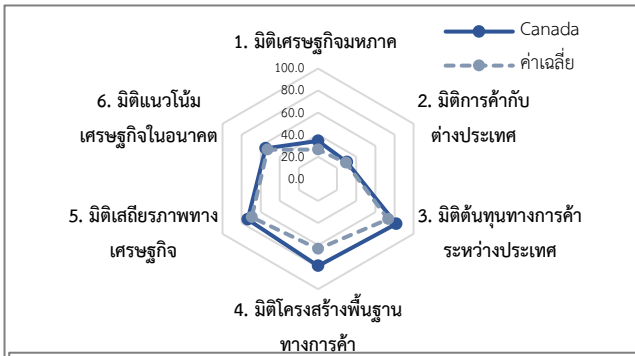 1. มิติเศรษฐกิจมหภาค
Canada
ค่าเฉลี่ย
100.0
80.0
60.0
40.0
20.0
0.0
2. มิติการค้ากับ
ต่างประเทศ
3. มิติต้นทุนทางการค้า
ระหว่างประเทศ
4. มิติโครงสร้างพื้นฐาน
ทางการค้า
5. มิติเสถียรภาพทาง
เศรษฐกิจ
6. มิติแนวโน้ม
เศรษฐกิจในอนาคต